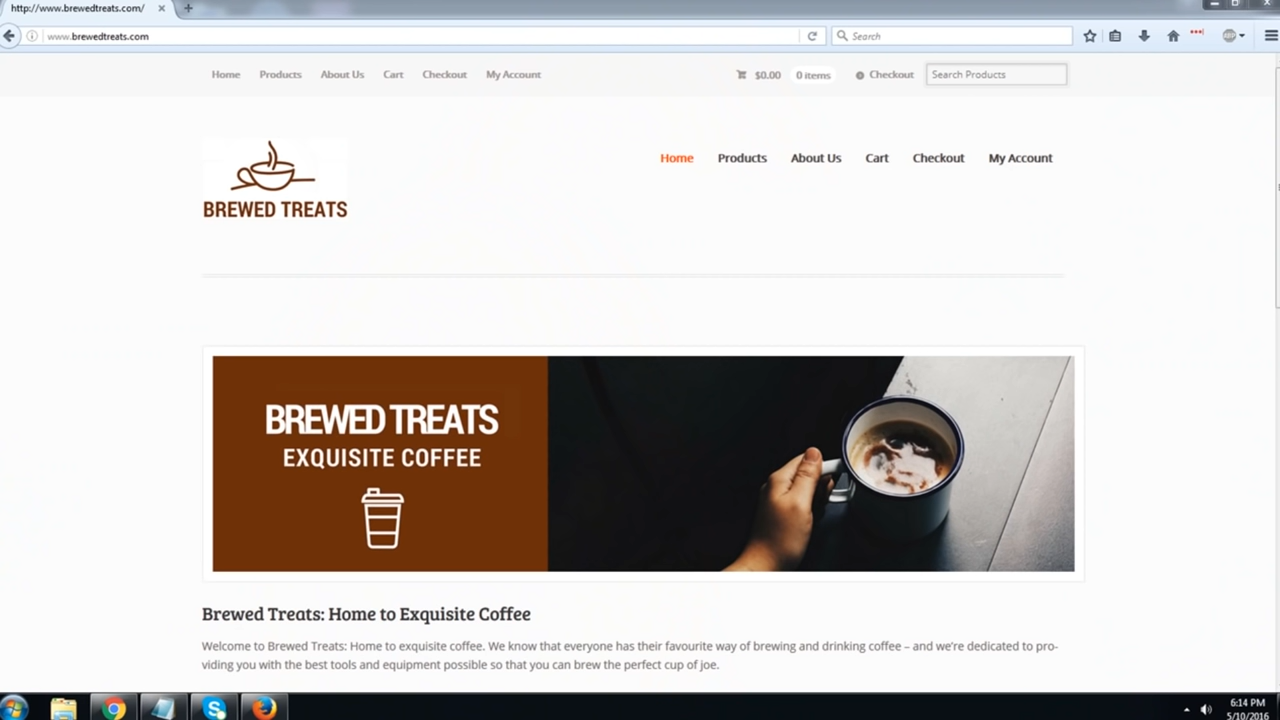 http://www.brewedtreats.com/
www.brewedtreats.com
Search
Home Products About Us Cart Checkout My Account
$0.00 0 items Checkout Search Products
BREWED TREATS
Home Products About Us Cart Checkout My Account
BREWED TREATS
EXQUISITE COFFEE
Brewed Treats: Home to Exquisite Coffee
Welcome to Brewed Treats: Home to exquisite coffee. We know that everyone has their favourite way of brewing and drinking coffee – and we're dedicated to pro-
viding you with the best tools and equipment possible so that you can brew the perfect cup of joe.
6:14 PM
5/10/2016